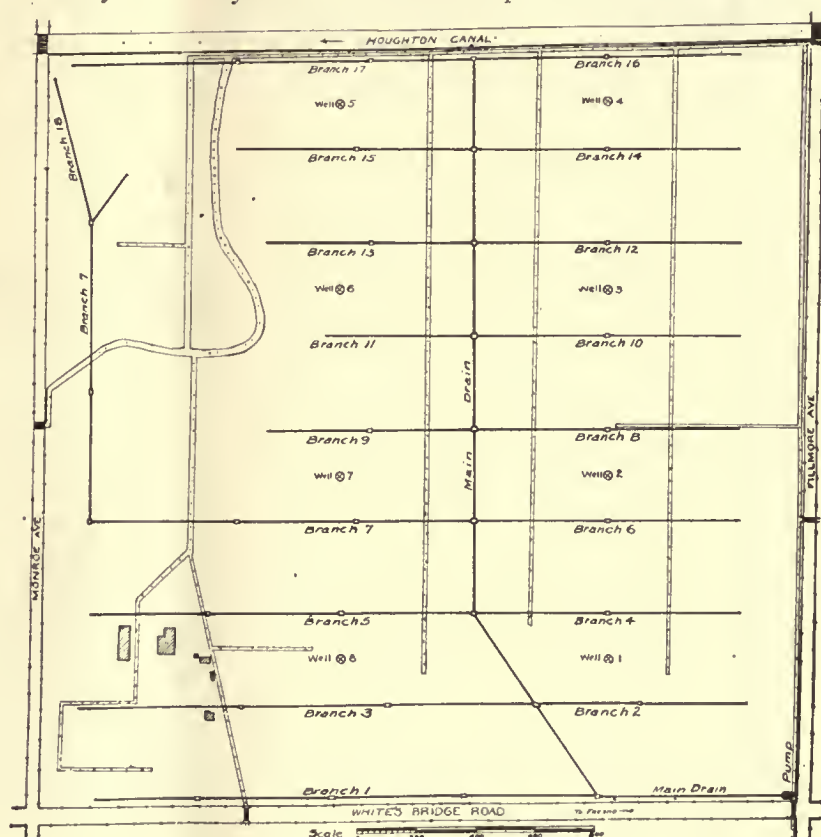 HOUGHTON CANAL
Branch 17
Branch 16
Well 5
Well 4
Branch 18
Branch 15
Branch 14
Branch 13
Branch 12
Branch 7
Well 6
Well 3
Branch 11
Branch 10
Main Drain
Branch 9
Branch 8
FILLMORE AVE
Well 7
Well 2
Branch 7
Branch 6
MONROE AVE
Branch 5
Branch 4
Well 8
Well 1
Branch 3
Branch 2
Pump
Branch 1
Main Drain
WHITE'S BRIDGE ROAD
To Fresno
Scale